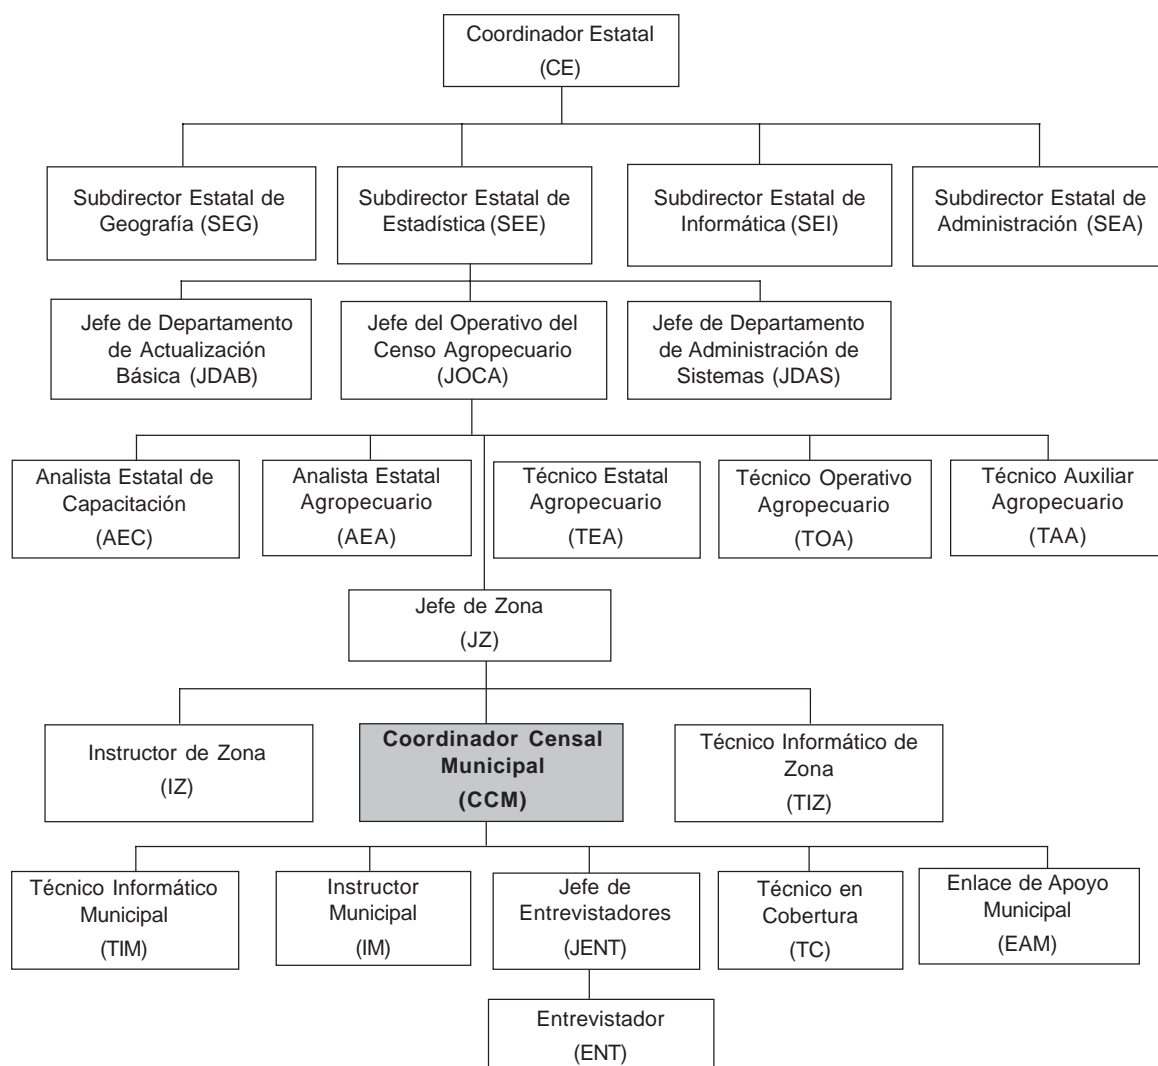 Coordinador Estatal
(CE)
Subdirector Estatal de
Geografía (SEG)
Subdirector Estatal de
Estadística (SEE)
Subdirector Estatal de
Informática (SEI)
Subdirector Estatal de
Administración (SEA)
Jefe de Departamento
de Actualización
Básica (JDAB)
Jefe del Operativo del
Censo Agropecuario
(JOCA)
Jefe de Departamento
de Administración de
Sistemas (JDAS)
Analista Estatal de
Capacitación
(AEC)
Analista Estatal
Agropecuario
(AEA)
Técnico Estatal
Agropecuario
(TEA)
Técnico Operativo
Agropecuario
(TOA)
Técnico Auxiliar
Agropecuario
(TAA)
Jefe de Zona
(JZ)
Instructor de Zona
(IZ)
Coordinador Censal
Municipal
(CCM)
Técnico Informático de
Zona
(TIZ)
Técnico Informático
Municipal
(TIM)
Instructor
Municipal
(IM)
Jefe de
Entrevistadores
(JENT)
Técnico en
Cobertura
(TC)
Enlace de Apoyo
Municipal
(EAM)
Entrevistador
(ENT)